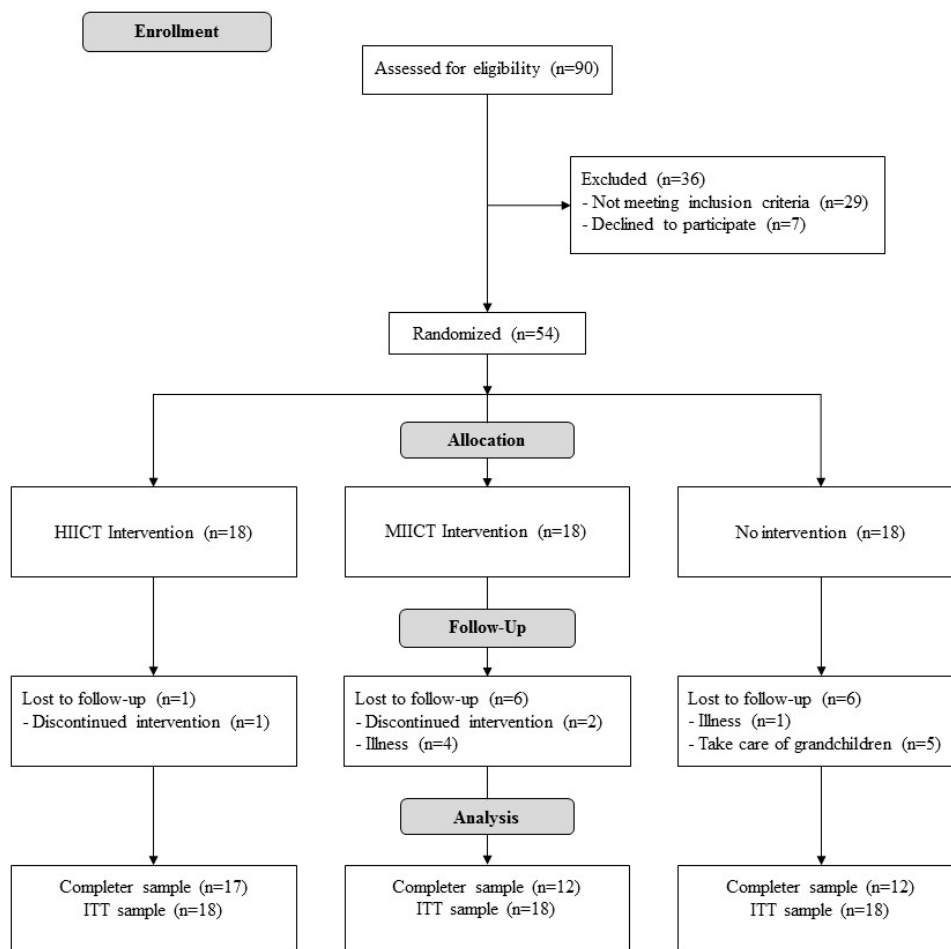 Enrollment
Assessed for eligibility (n=90)
Excluded (n=36)
- Not meeting inclusion criteria (n=29)
- Declined to participate (n=7)
Randomized (n=54)
Allocation
HIICT Intervention (n=18)
MIICT Intervention (n=18)
No intervention (n=18)
Follow-Up
Lost to follow-up (n=1)
- Discontinued intervention (n=1)
Lost to follow-up (n=6)
- Discontinued intervention (n=2)
- Illness (n=4)
Lost to follow-up (n=6)
- Illness (n=1)
- Take care of grandchildren (n=5)
Analysis
Completer sample (n=17)
ITT sample (n=18)
Completer sample (n=12)
ITT sample (n=18)
Completer sample (n=12)
ITT sample (n=18)